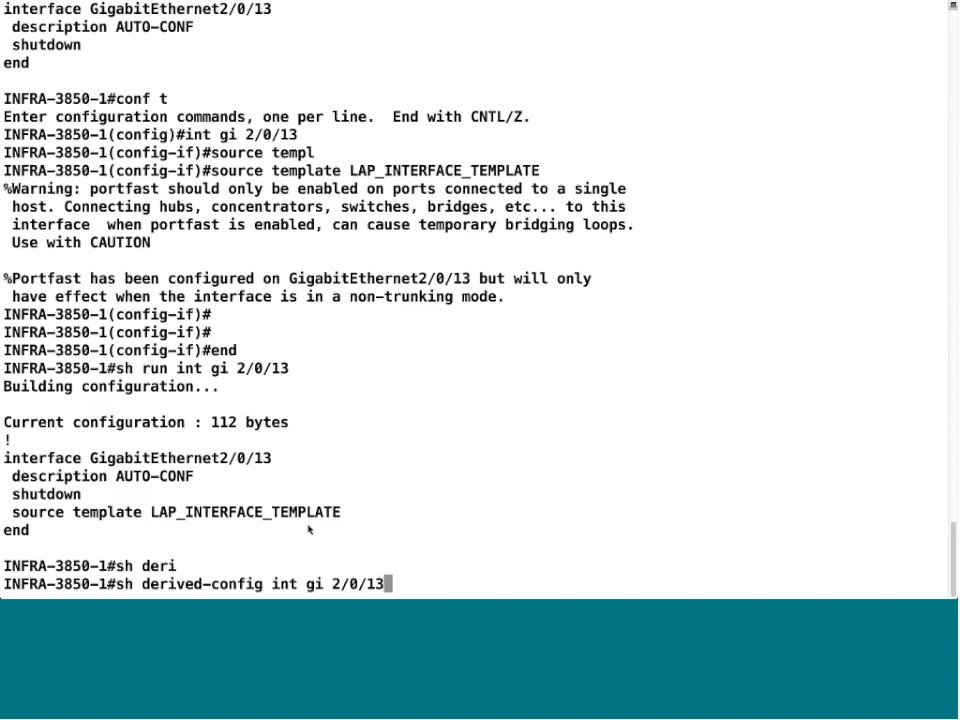 interface GigabitEthernet2/0/13
 description AUTO-CONF
 shutdown
end

INFRA-3850-1#conf t
Enter configuration commands, one per line.  End with CNTL/Z.
INFRA-3850-1(config)#int gi 2/0/13
INFRA-3850-1(config-if)#source templ
INFRA-3850-1(config-if)#source template LAP_INTERFACE_TEMPLATE
%Warning: portfast should only be enabled on ports connected to a single
 host. Connecting hubs, concentrators, switches, bridges, etc... to this
 interface  when portfast is enabled, can cause temporary bridging loops.
 Use with CAUTION

%Portfast has been configured on GigabitEthernet2/0/13 but will only
 have effect when the interface is in a non-trunking mode.
INFRA-3850-1(config-if)#
INFRA-3850-1(config-if)#
INFRA-3850-1(config-if)#end
INFRA-3850-1#sh run int gi 2/0/13
Building configuration...

Current configuration : 112 bytes
!
interface GigabitEthernet2/0/13
 description AUTO-CONF
 shutdown
 source template LAP_INTERFACE_TEMPLATE
end

INFRA-3850-1#sh deri
INFRA-3850-1#sh derived-config int gi 2/0/13